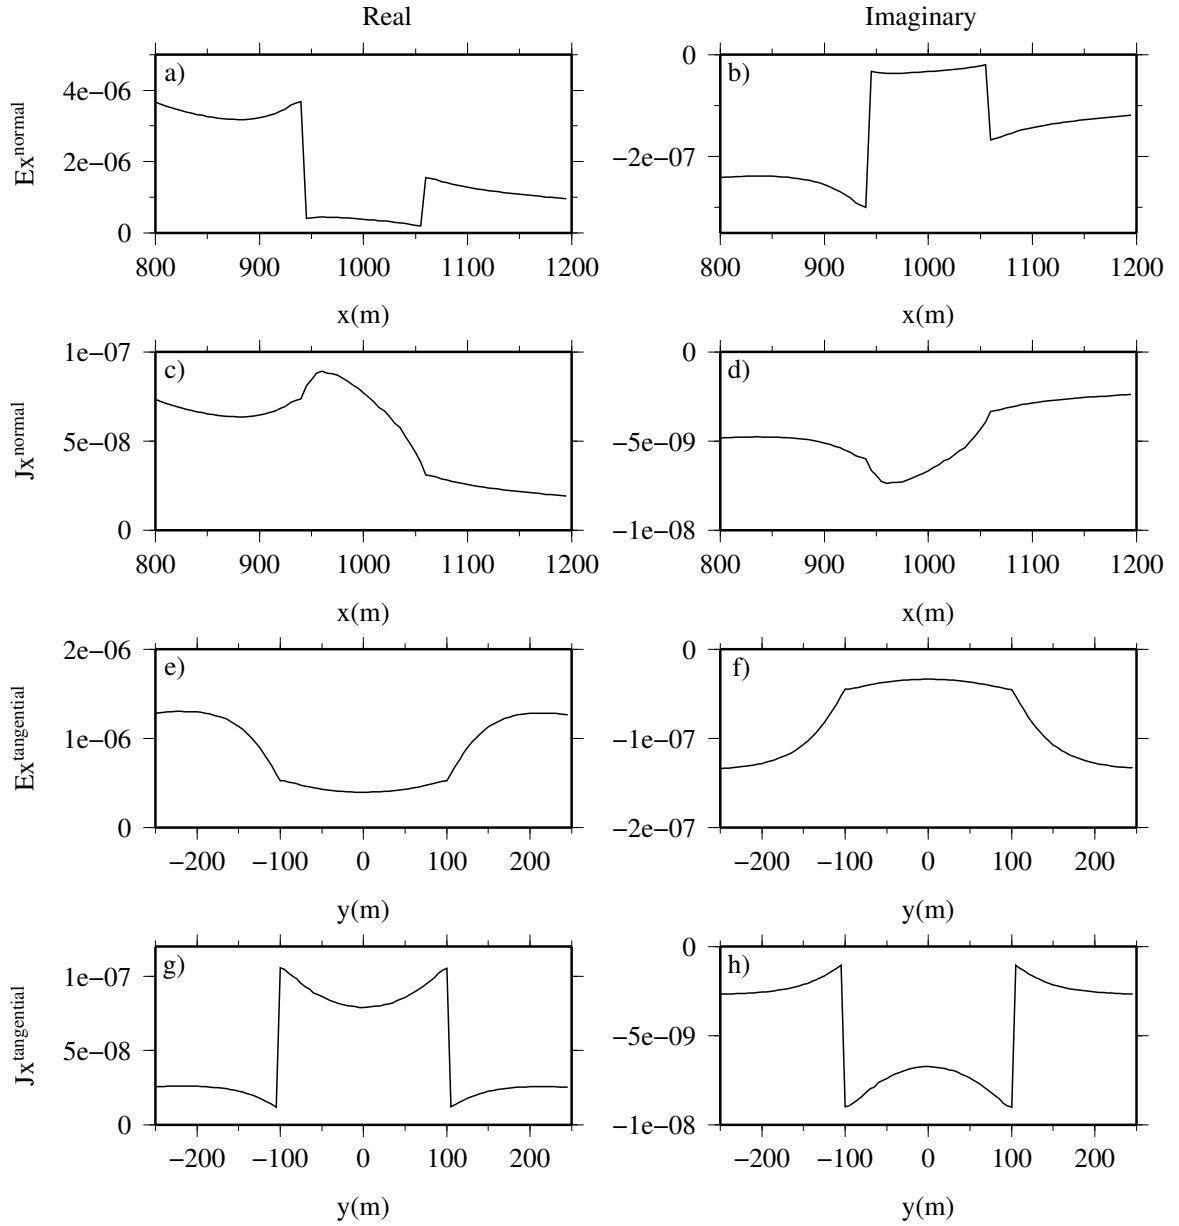 Real Imaginary
a)
Ex^normal
4e−06
2e−06
0
800 900 1000 1100 1200
x(m)
b)
0
−2e−07
800 900 1000 1100 1200
x(m)
c)
Jx^normal
1e−07
5e−08
0
800 900 1000 1100 1200
x(m)
d)
0
−5e−09
−1e−08
800 900 1000 1100 1200
x(m)
e)
Ex^tangential
2e−06
1e−06
0
−200 −100 0 100 200
y(m)
f)
0
−1e−07
−2e−07
−200 −100 0 100 200
y(m)
g)
Jx^tangential
1e−07
5e−08
0
−200 −100 0 100 200
y(m)
h)
0
−5e−09
−1e−08
−200 −100 0 100 200
y(m)